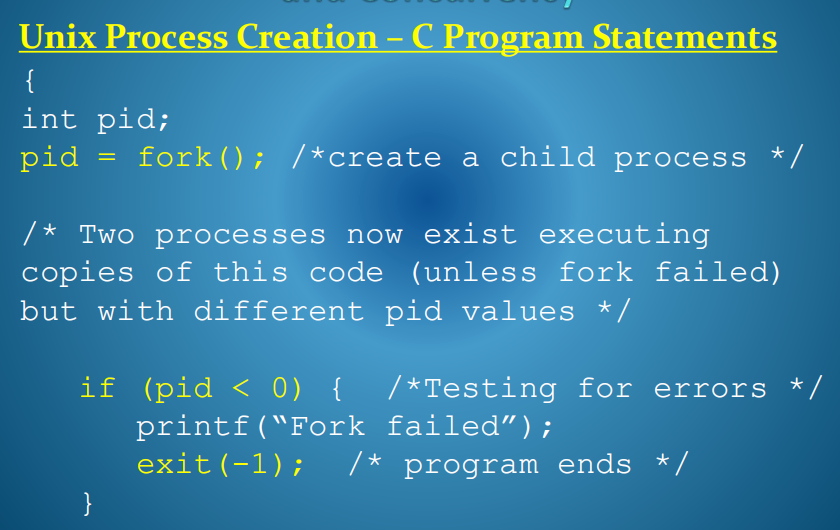 and Concurrency
Unix Process Creation – C Program Statements
{
int pid;
pid = fork(); /*create a child process */
/* Two processes now exist executing
copies of this code (unless fork failed)
but with different pid values */
if (pid < 0) { /*Testing for errors */
printf(“Fork failed”);
exit(-1); /* program ends */
}